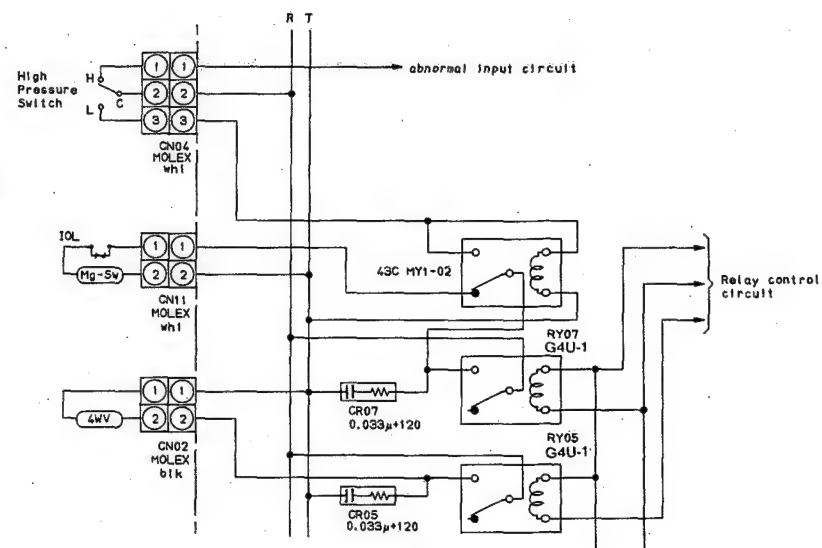 R T
High
Pressure
Switch
H
C
L
1 1
2 2
3 3
CN04
MOLEX
whi
abnormal input circuit
IOL
Mg-Sw
1 1
2 2
CN11
MOLEX
whi
43C MY1-02
Relay control
circuit
RY07
G4U-1
CR07
0.033μ+120
4WV
1 1
2 2
CN02
MOLEX
blk
RY05
G4U-1
CR05
0.033μ+120